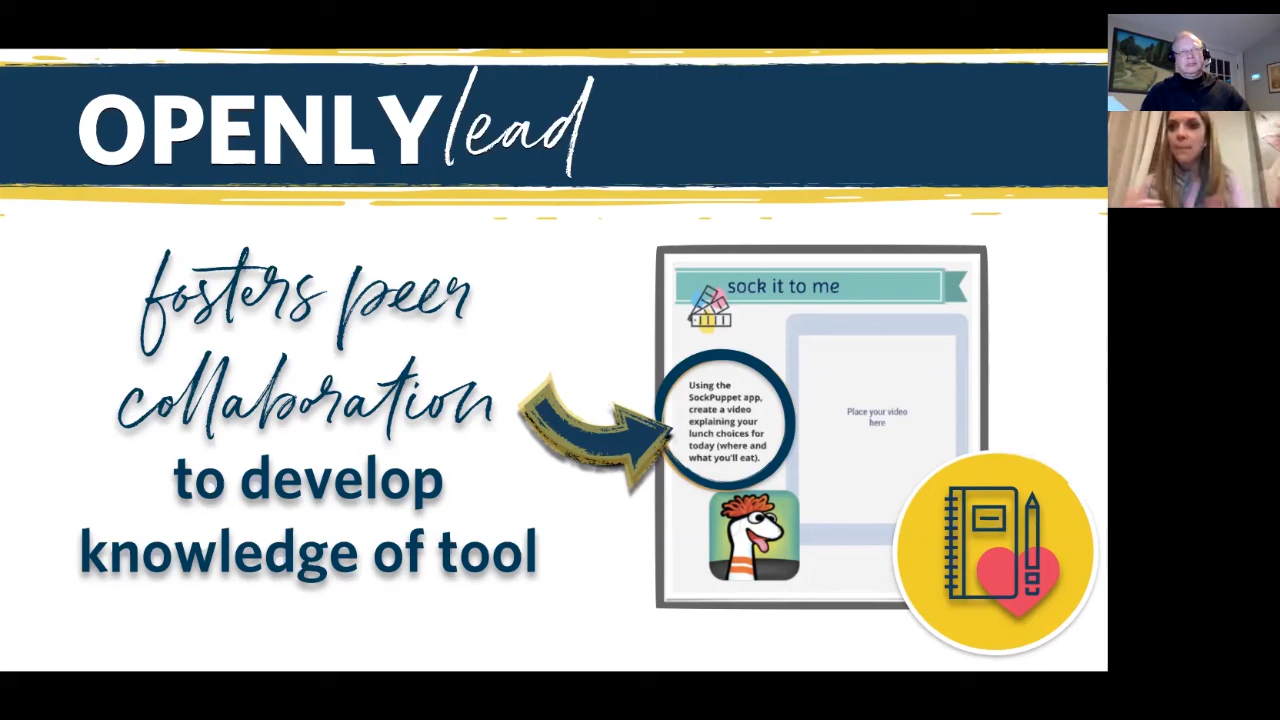 OPENLY lead
fosters peer
collaboration
to develop
knowledge of tool
sock it to me
Using the
SockPuppet app,
create a video
explaining your
lunch choices for
today (where and
what you'll eat).
Place your video
here